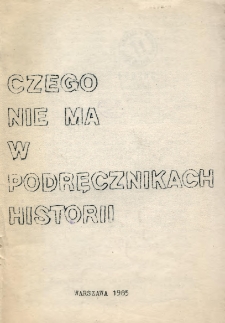 CZEGO
NIE MA
W
PODRĘCZNIKACH
HISTORII
WARSZAWA 1985